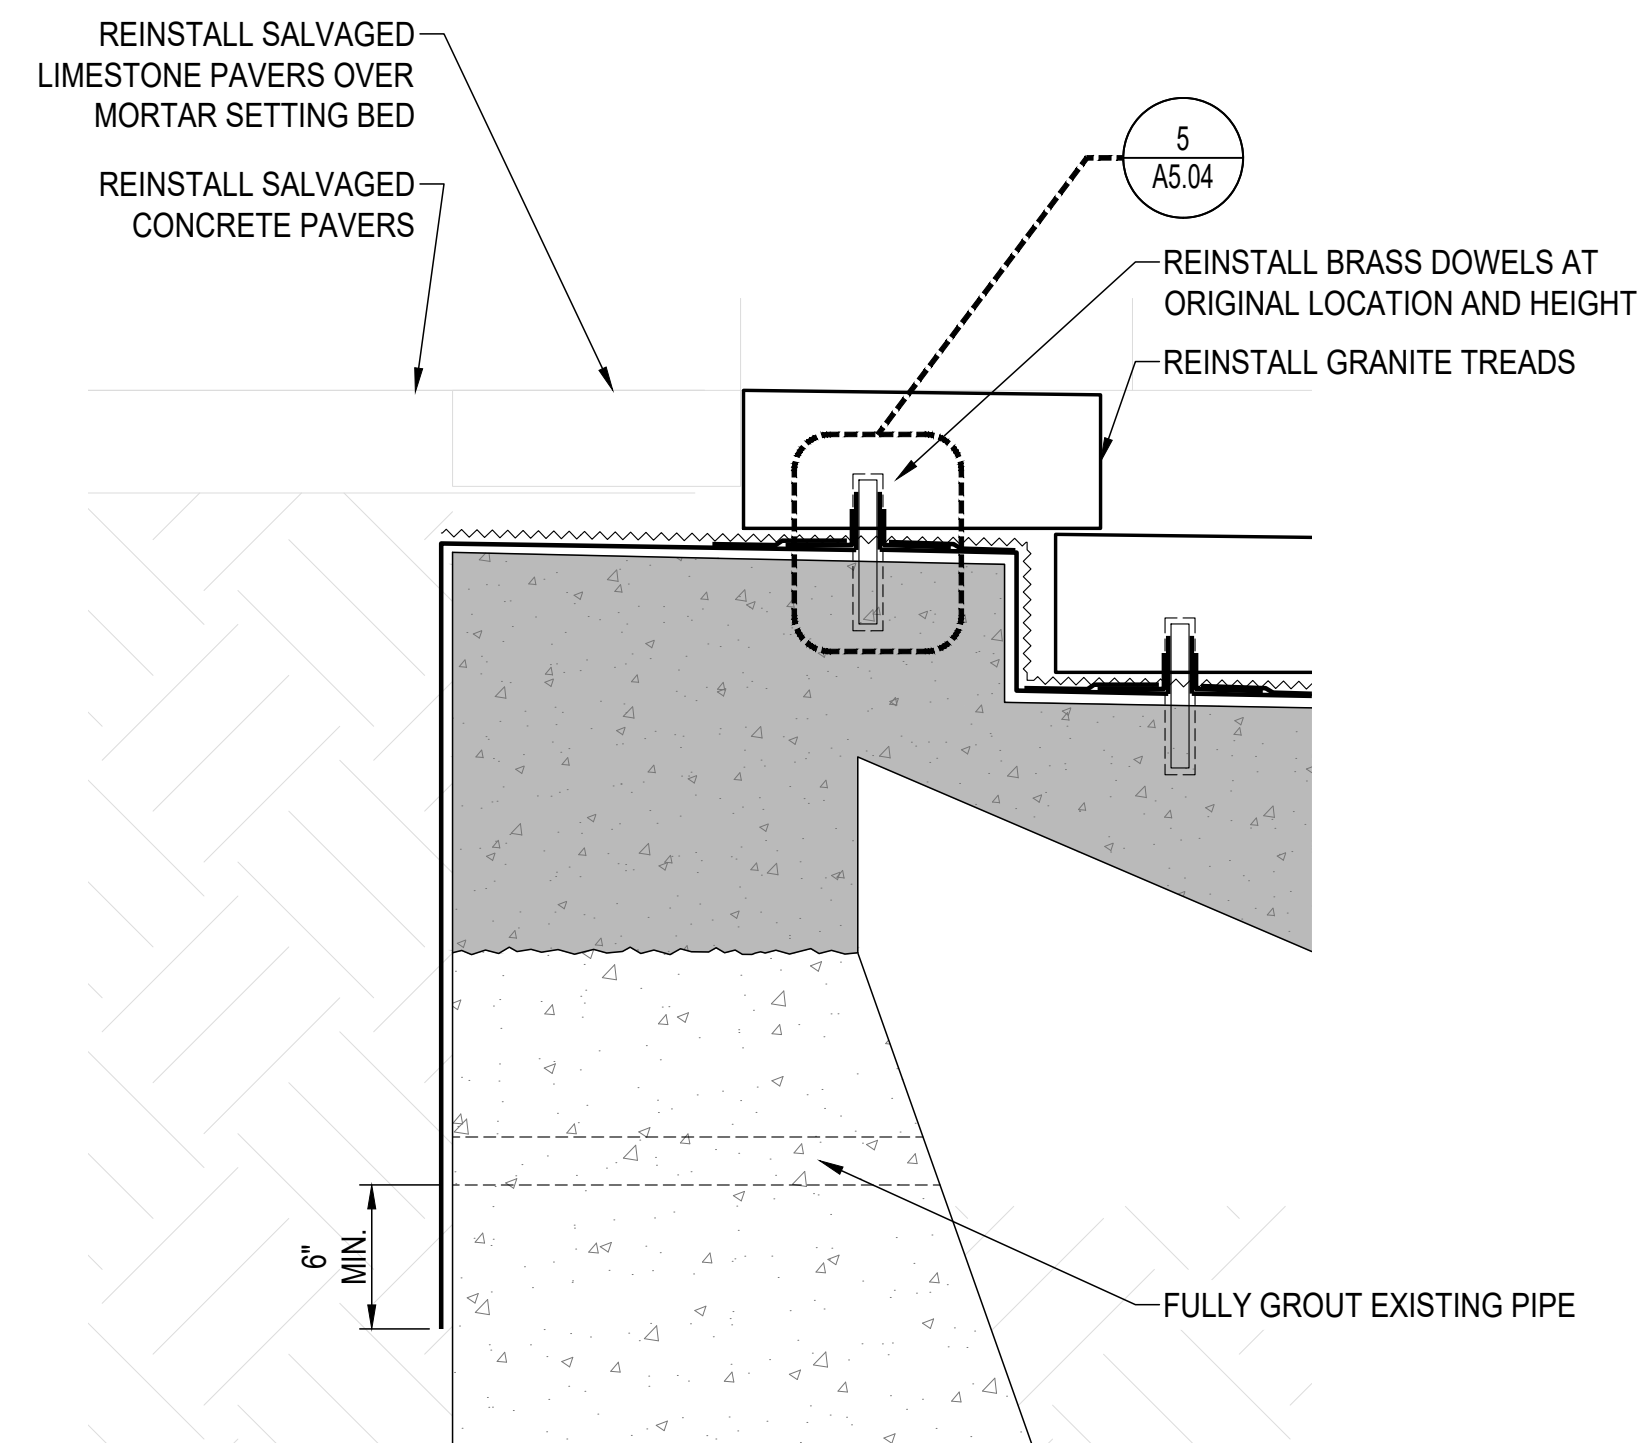 REINSTALL SALVAGED
LIMESTONE PAVERS OVER
MORTAR SETTING BED
REINSTALL SALVAGED
CONCRETE PAVERS
5
A5.04
REINSTALL BRASS DOWELS AT
ORIGINAL LOCATION AND HEIGHT
REINSTALL GRANITE TREADS
6"
MIN.
FULLY GROUT EXISTING PIPE